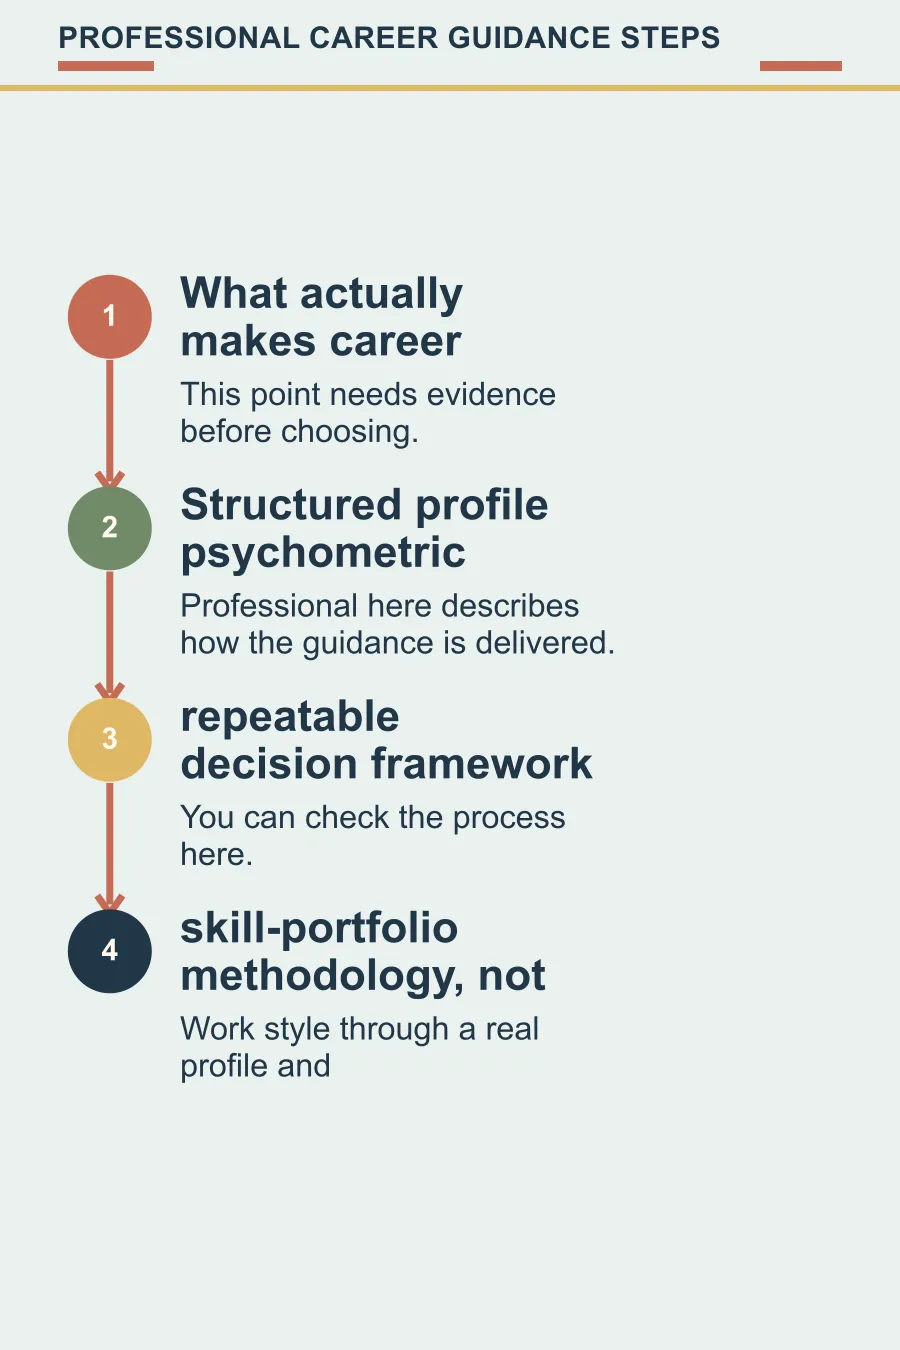 PROFESSIONAL CAREER GUIDANCE STEPS
1
What actually
makes career
This point needs evidence
before choosing.
2
Structured profile
psychometric
Professional here describes
how the guidance is delivered.
3
repeatable
decision framework
You can check the process
here.
4
skill-portfolio
methodology, not
Work style through a real
profile and